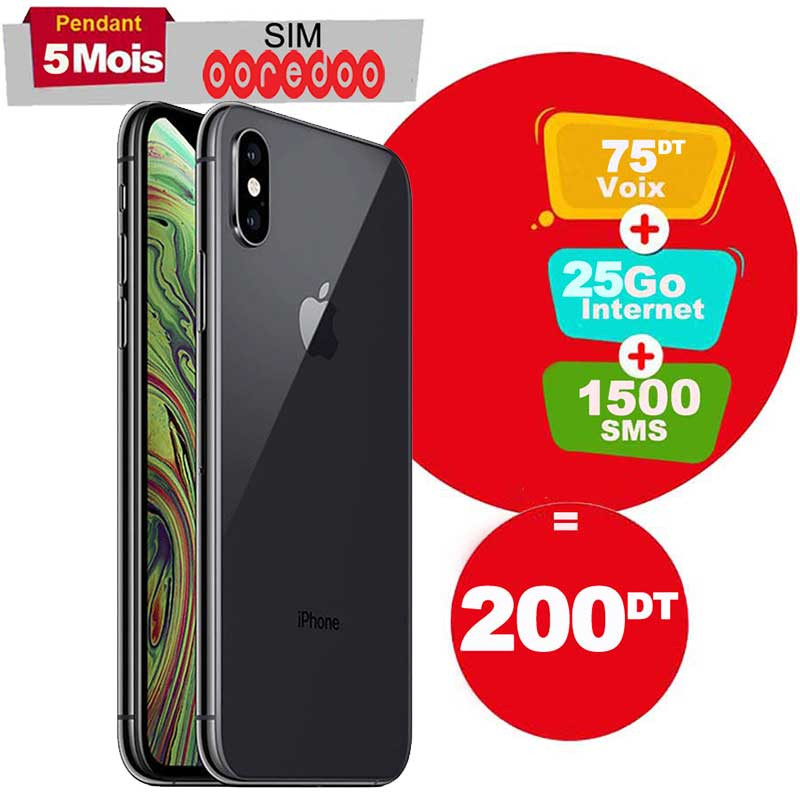 Pendant
5 Mois
SIM
ooredoo
75DT
Voix
+
25Go
Internet
+
1500
SMS
=
200DT
iPhone